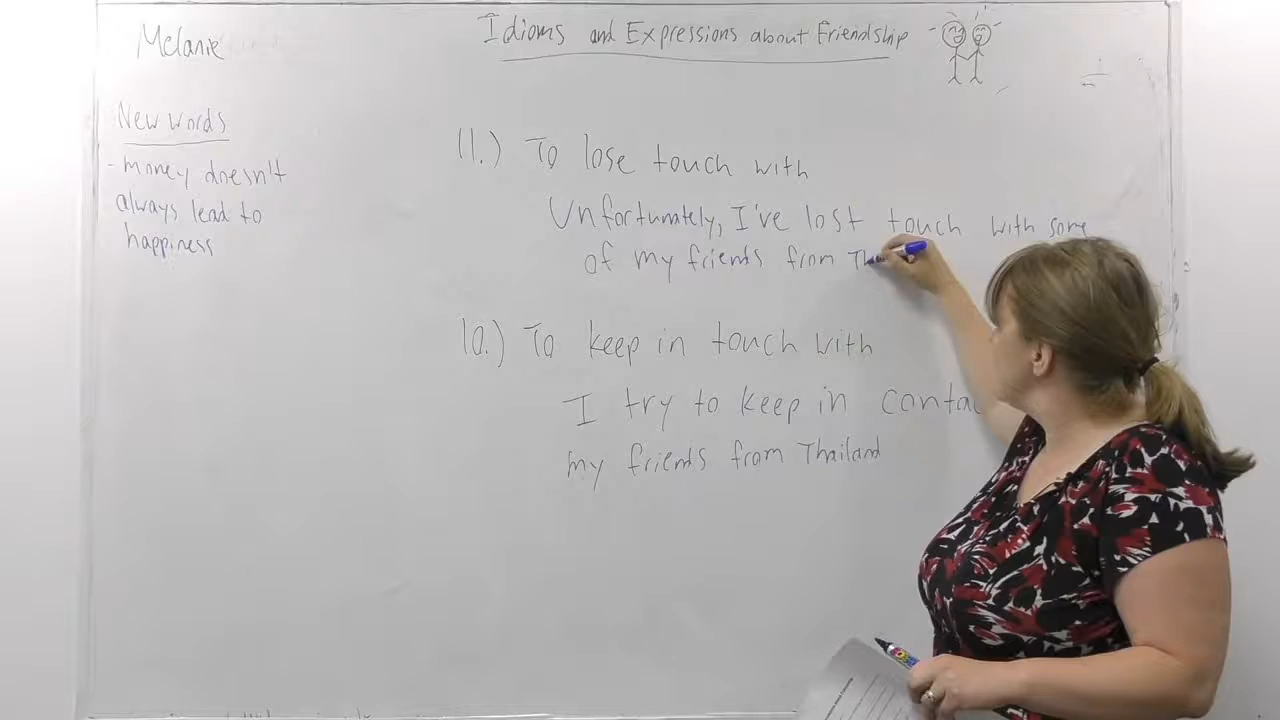 Melanie
Idioms and Expressions about Friendship
New words
- money doesn't
always lead to
happiness
11.) To lose touch with
Unfortunately, I've lost touch with some
of my friends from Th
10.) To keep in touch with
I try to keep in conta
my friends from Thailand